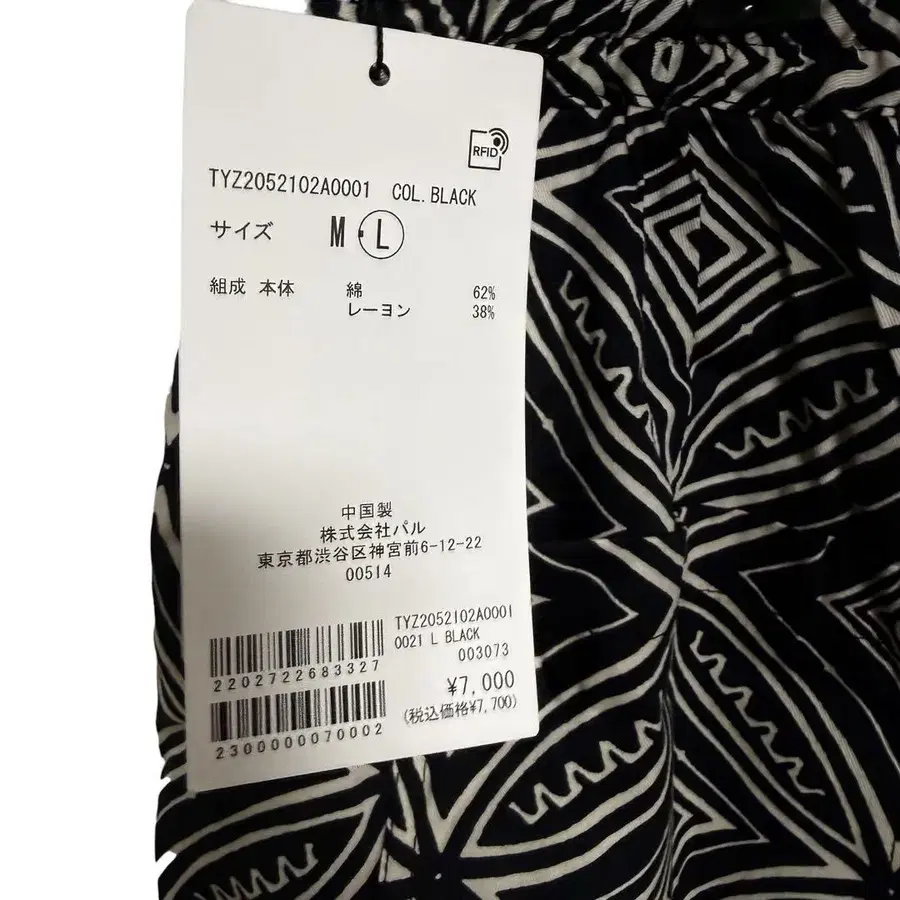 RFID
TYZ2052102A0001 COL.BLACK
サイズ M・L
組成 本体 綿 62%
レーヨン 38%
中国製
株式会社パル
東京都渋谷区神宮前6-12-22
00514
TYZ2052102A0001
0021 L BLACK
003073
2202722683327
¥7,000
(税込価格¥7,700)
2300000070002